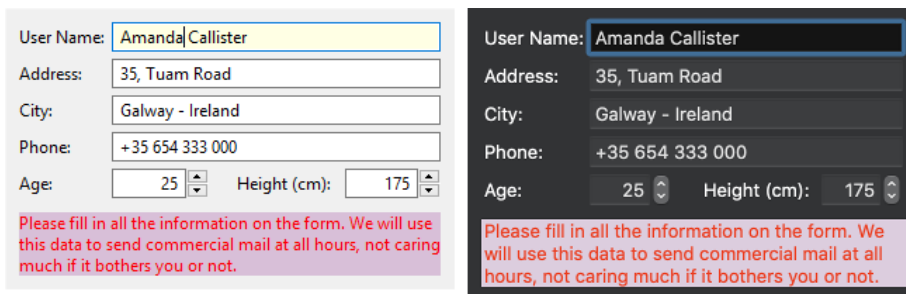 User Name: Amanda Callister
Address: 35, Tuam Road
City: Galway - Ireland
Phone: +35 654 333 000
Age: 25 Height (cm): 175
Please fill in all the information on the form. We will use
this data to send commercial mail at all hours, not caring
much if it bothers you or not.
User Name: Amanda Callister
Address: 35, Tuam Road
City: Galway - Ireland
Phone: +35 654 333 000
Age: 25 Height (cm): 175
Please fill in all the information on the form. We
will use this data to send commercial mail at all
hours, not caring much if it bothers you or not.